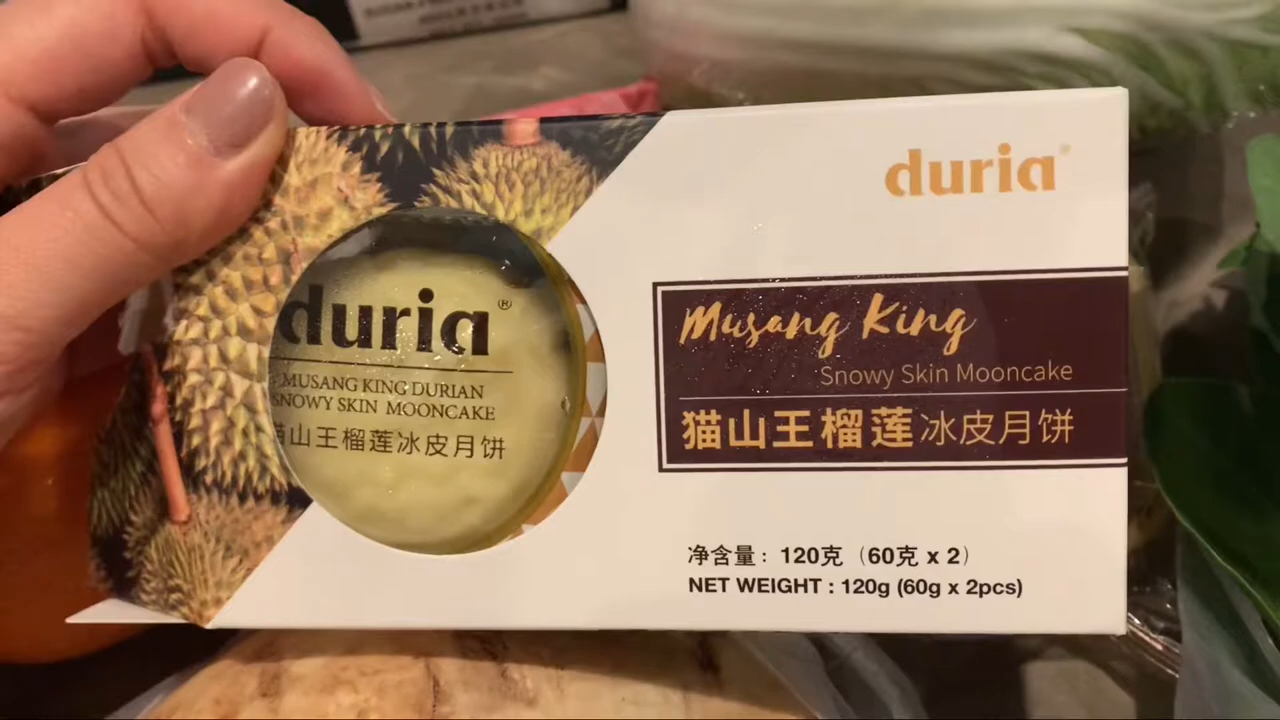 duria
duria®
MUSANG KING DURIAN
SNOWY SKIN MOONCAKE
山王榴莲冰皮月饼
Musang King
Snowy Skin Mooncake
猫山王榴莲冰皮月饼
净含量：120克（60克 x 2）
NET WEIGHT : 120g (60g x 2pcs)